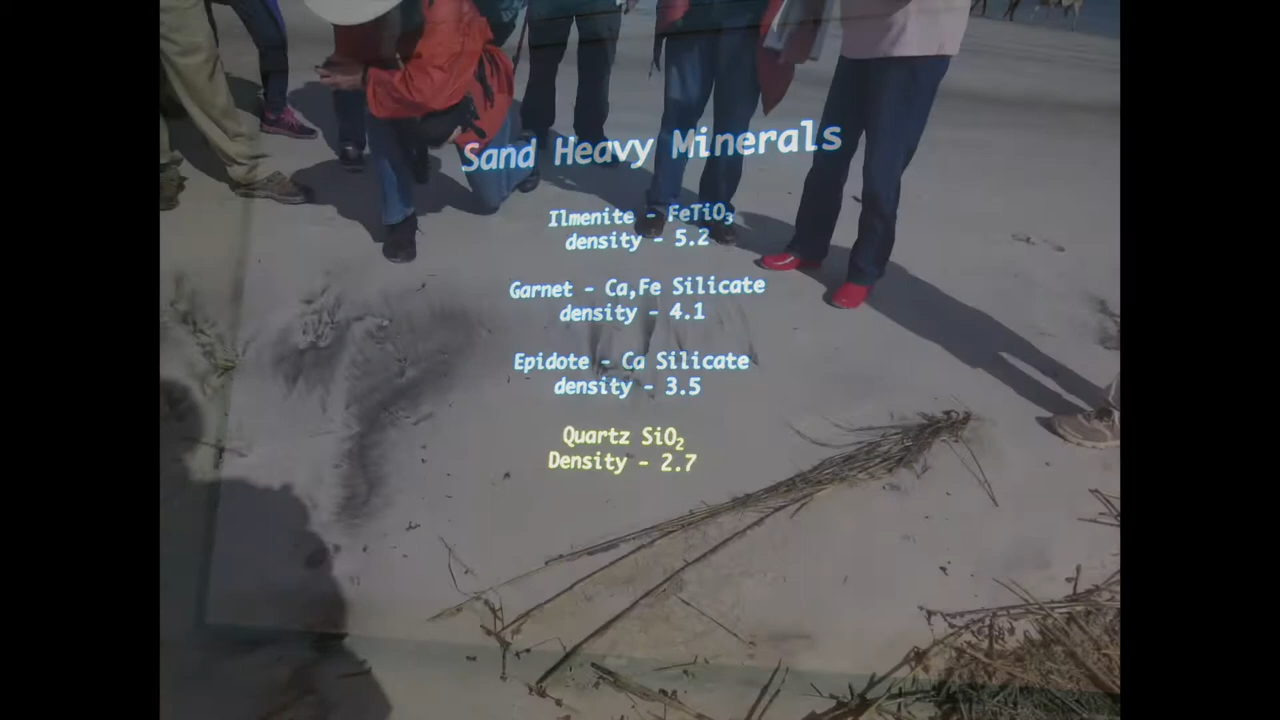 Sand Heavy Minerals
Ilmenite - FeTiO₃
density - 5.2
Garnet - Ca,Fe Silicate
density - 4.1
Epidote - Ca Silicate
density - 3.5
Quartz SiO₂
Density - 2.7